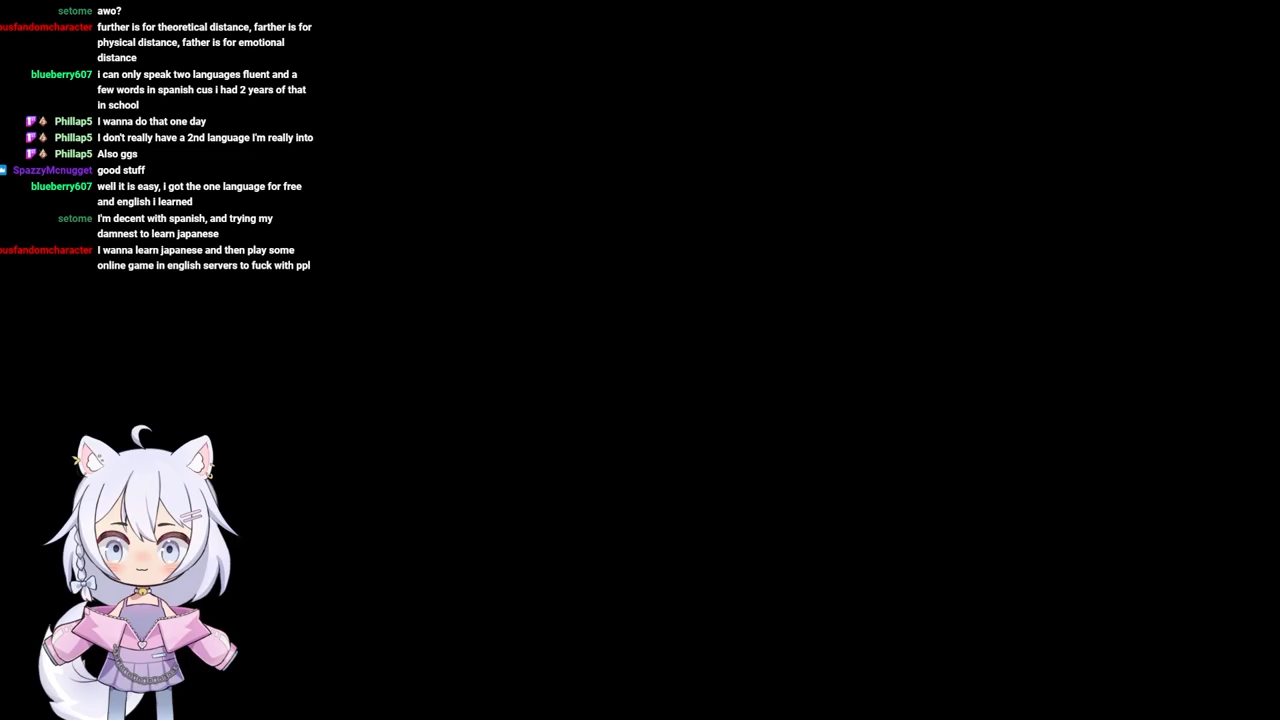 setome awo?
ousfandomcharacter further is for theoretical distance, farther is for
physical distance, father is for emotional
distance
blueberry607 i can only speak two languages fluent and a
few words in spanish cus i had 2 years of that
in school
Phillap5 I wanna do that one day
Phillap5 I don't really have a 2nd language I'm really into
Phillap5 Also ggs
SpazzyMcnugget good stuff
blueberry607 well it is easy, i got the one language for free
and english i learned
setome I'm decent with spanish, and trying my
damnest to learn japanese
ousfandomcharacter I wanna learn japanese and then play some
online game in english servers to fuck with ppl